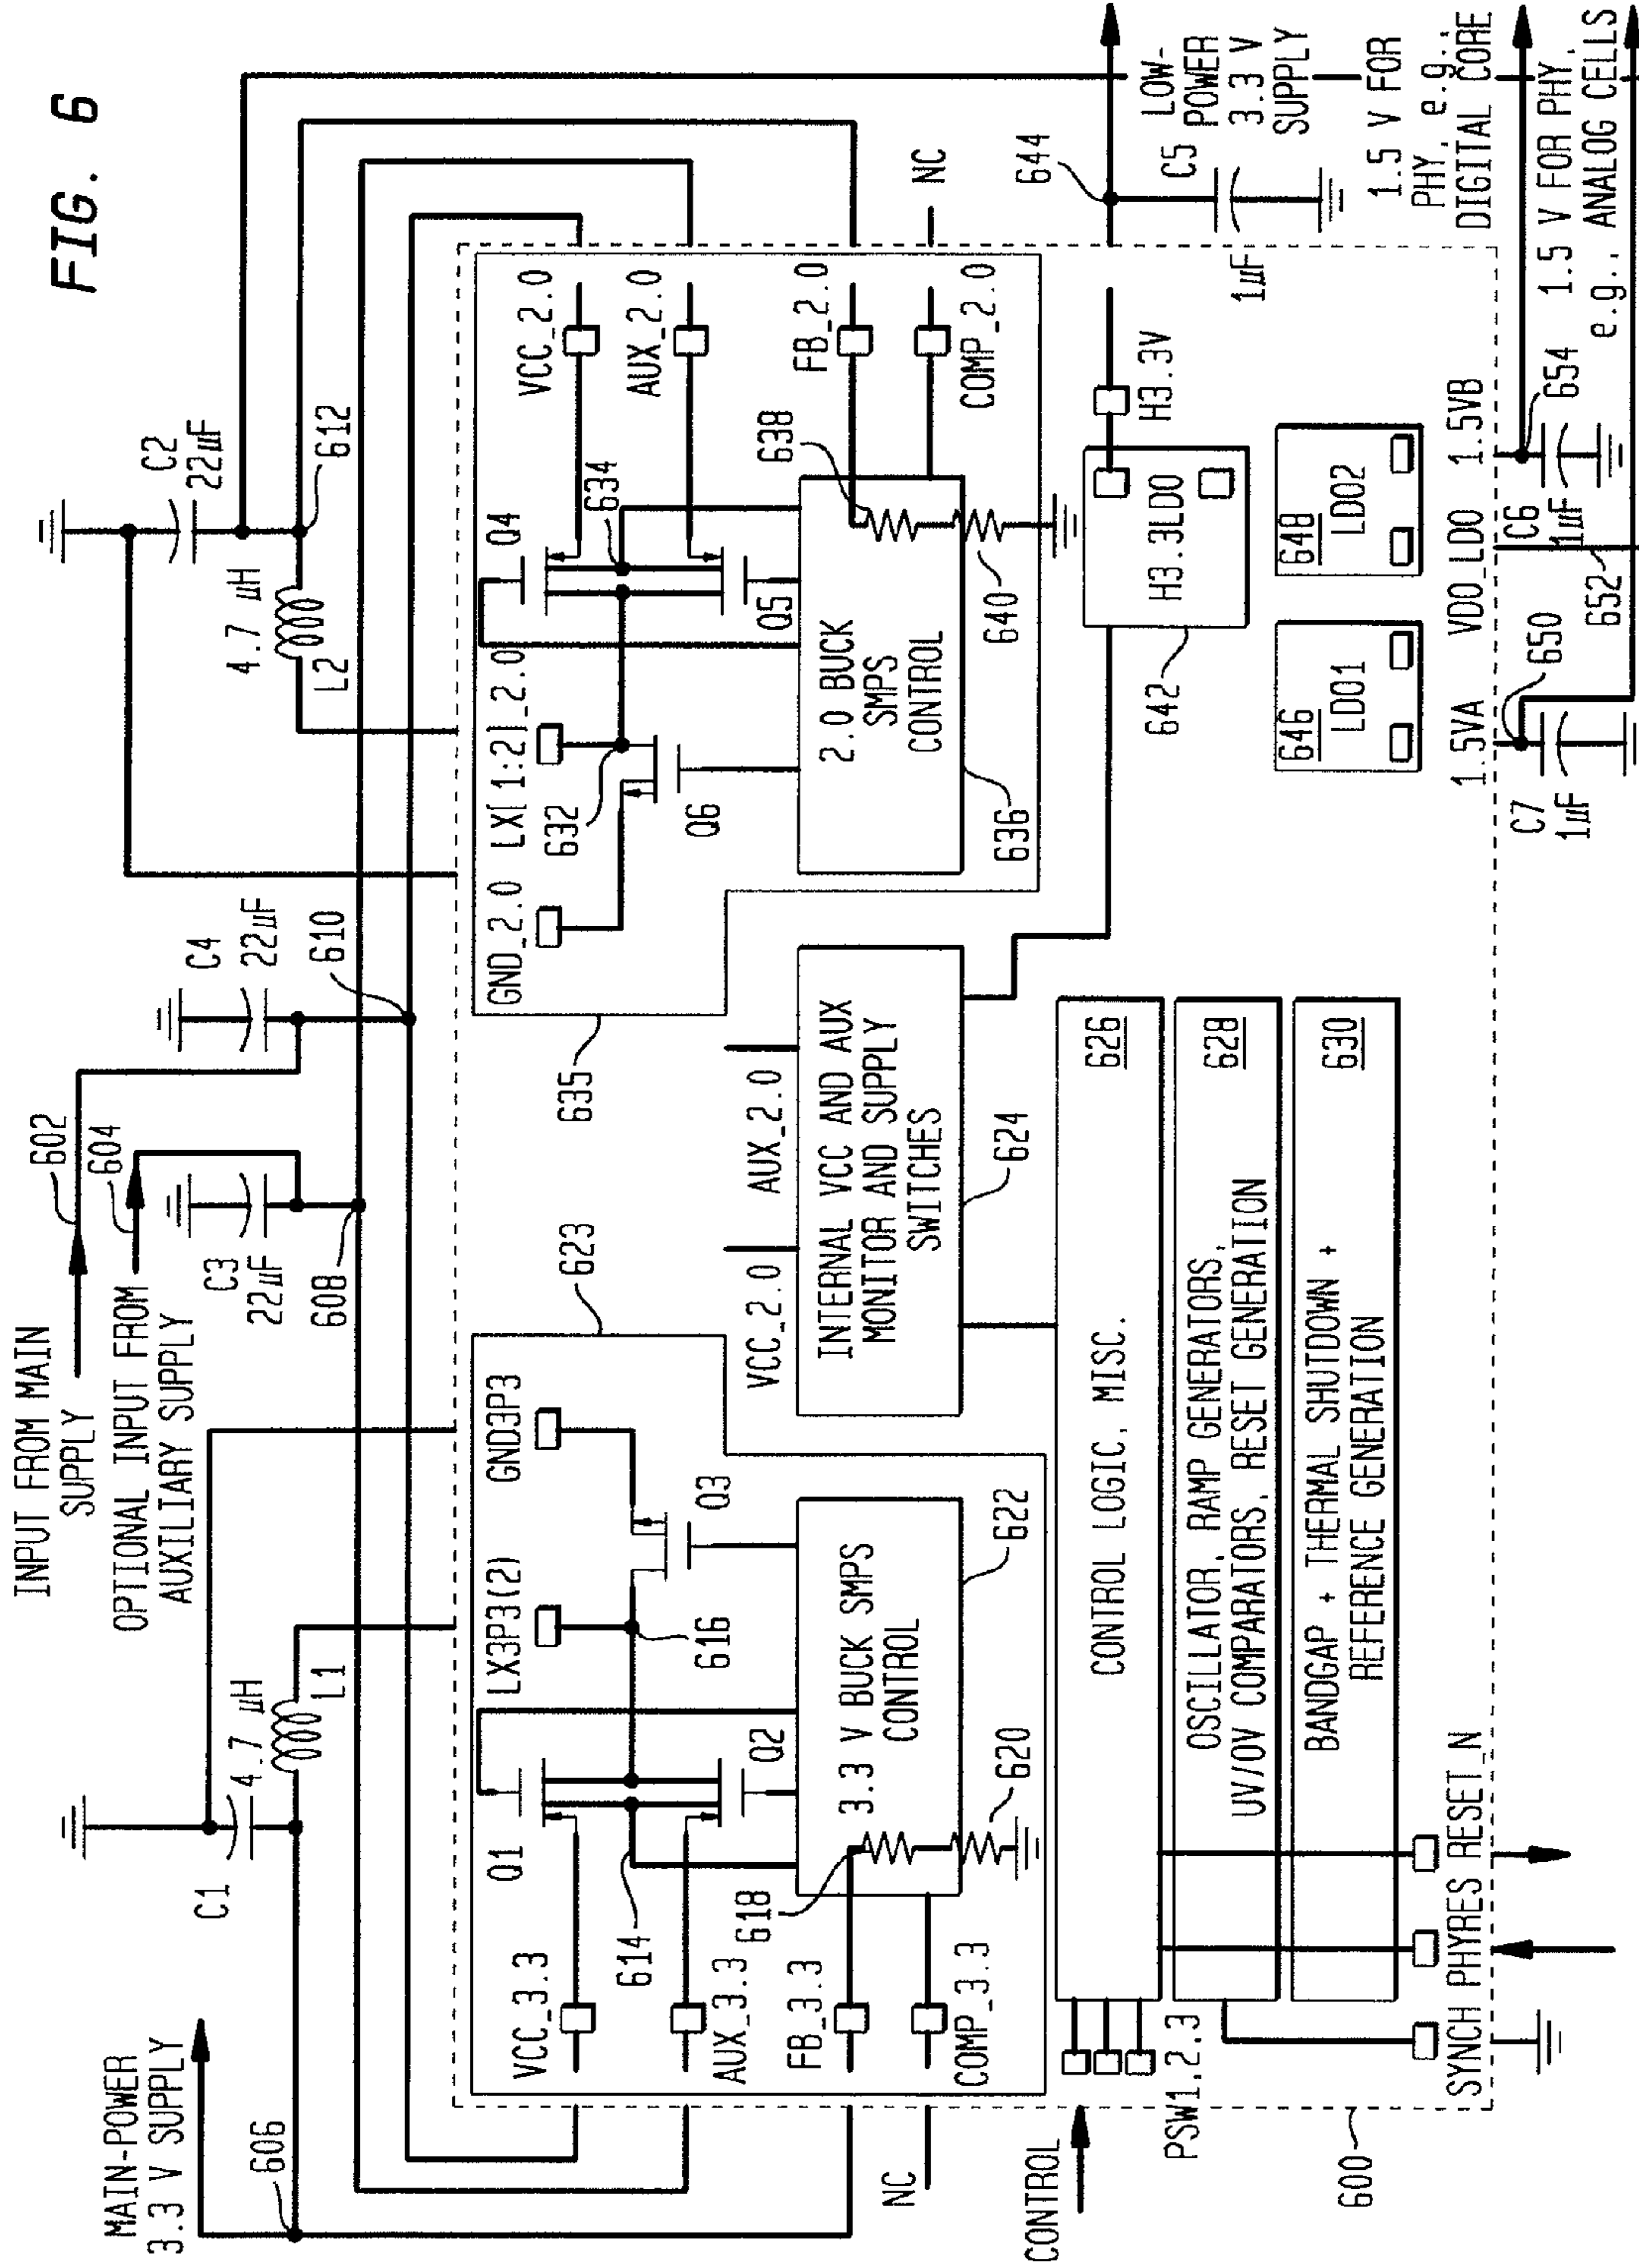 FIG. 6
INPUT FROM MAIN
SUPPLY
602
OPTIONAL INPUT FROM
AUXILIARY SUPPLY
604
MAIN-POWER
3.3 V SUPPLY
606
C1
4.7 µH
L1
C3
22µF
608
C4
22µF
610
4.7 µH
L2
C2
22µF
612
VCC_3.3
AUX_3.3
FB_3.3
COMP_3.3
NC
Q1
Q2
614
LX3P3(2)
616
GND3P3
Q3
618
3.3 V BUCK SMPS
CONTROL
620
622
623
VCC_2.0
AUX_2.0
INTERNAL VCC AND AUX
MONITOR AND SUPPLY
SWITCHES
624
635
GND_2.0
LX[1:2]_2.0
632
Q6
Q4
634
Q5
2.0 BUCK
SMPS
CONTROL
636
638
640
VCC_2.0
AUX_2.0
FB_2.0
COMP_2.0
NC
CONTROL
PSW1,2,3
CONTROL LOGIC, MISC.
626
OSCILLATOR, RAMP GENERATORS,
UV/OV COMPARATORS, RESET GENERATION
628
BANDGAP + THERMAL SHUTDOWN +
REFERENCE GENERATION
630
SYNCH PHYRES RESET_N
600
642
H3.3LDO
H3.3V
644
C5
1µF
LOW-
POWER
3.3 V
SUPPLY
646
LDO1
648
LDO2
1.5VA
VDO_LDO
1.5VB
650
652
654
C7
1µF
C6
1µF
1.5 V FOR
PHY, e.g.,
DIGITAL CORE
1.5 V FOR PHY,
e.g., ANALOG CELLS